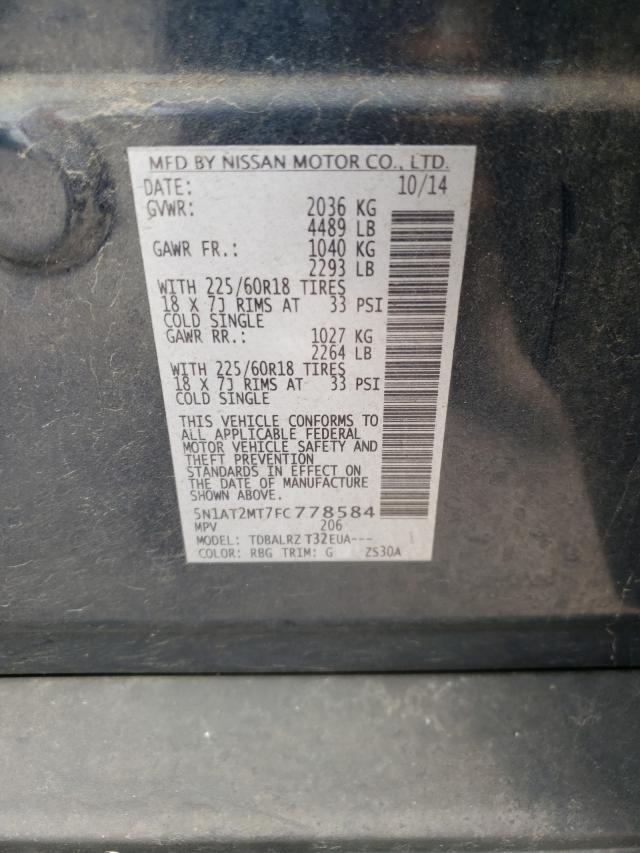 MFD BY NISSAN MOTOR CO., LTD.
DATE: 10/14
GVWR: 2036 KG
4489 LB
GAWR FR.: 1040 KG
2293 LB
WITH 225/60R18 TIRES
18 X 7J RIMS AT 33 PSI
COLD SINGLE
GAWR RR.: 1027 KG
2264 LB
WITH 225/60R18 TIRES
18 X 7J RIMS AT 33 PSI
COLD SINGLE
THIS VEHICLE CONFORMS TO
ALL APPLICABLE FEDERAL
MOTOR VEHICLE SAFETY AND
THEFT PREVENTION
STANDARDS IN EFFECT ON
THE DATE OF MANUFACTURE
SHOWN ABOVE.
5N1AT2MT7FC778584
MPV 206
MODEL: TDBALRZ T32EUA--- 1
COLOR: RBG TRIM: G ZS30A